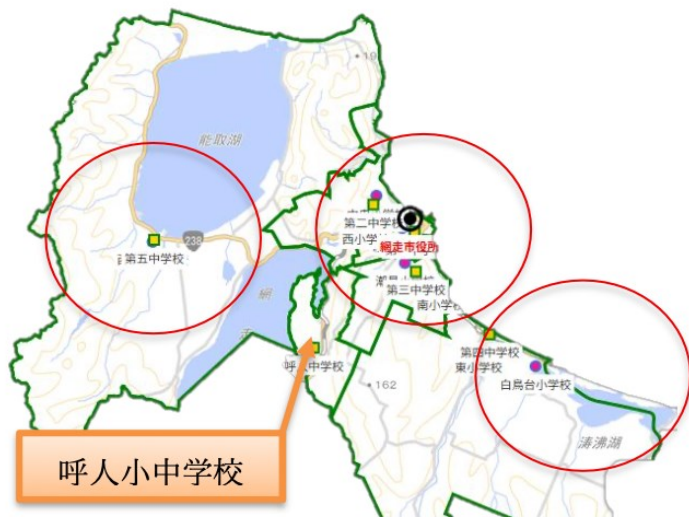 能取湖
238
第五中学校
第二中学校
西小学
網走市役所
第三中学校
南小学
網
呼人中学校
162
第四中学校
東小学校
白鳥台小学校
涛沸湖
呼人小中学校